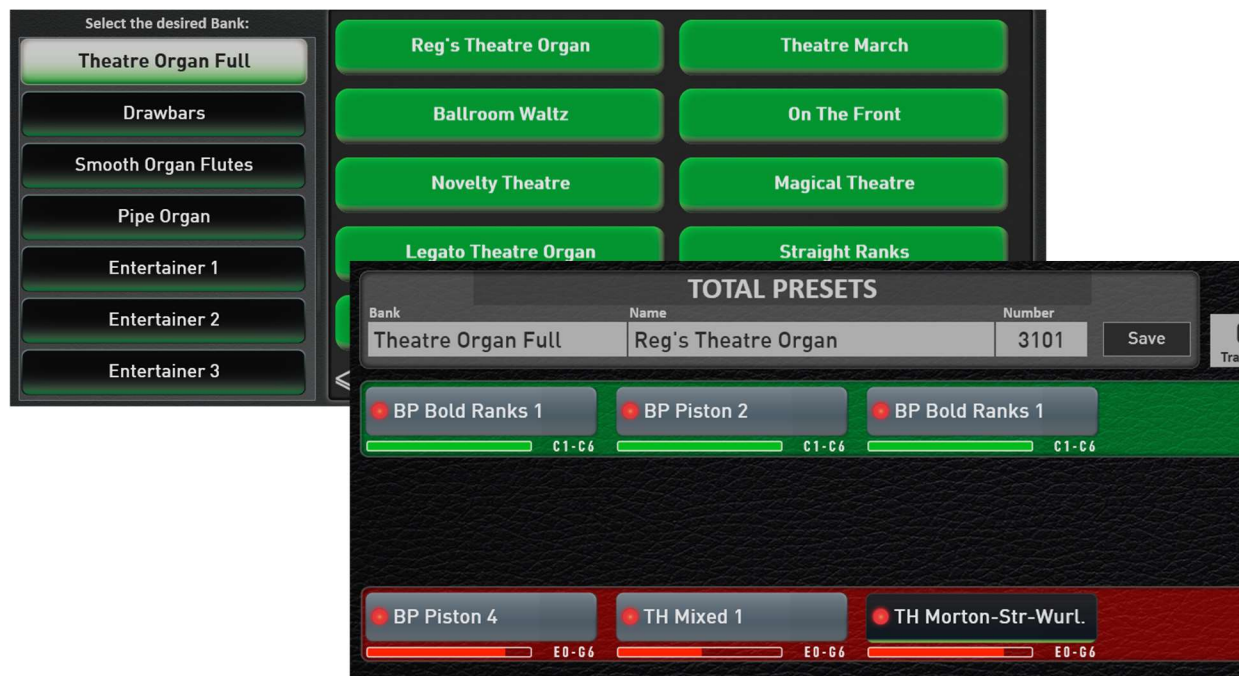 Select the desired Bank:
Theatre Organ Full
Drawbars
Smooth Organ Flutes
Pipe Organ
Entertainer 1
Entertainer 2
Entertainer 3
Reg's Theatre Organ
Theatre March
Ballroom Waltz
On The Front
Novelty Theatre
Magical Theatre
Legato Theatre Organ
Straight Ranks
TOTAL PRESETS
Bank Name Number
Theatre Organ Full Reg's Theatre Organ 3101 Save
BP Bold Ranks 1 BP Piston 2 BP Bold Ranks 1
C1-C6 C1-C6 C1-C6
BP Piston 4 TH Mixed 1 TH Morton-Str-Wurl.
E0-G6 E0-G6 E0-G6